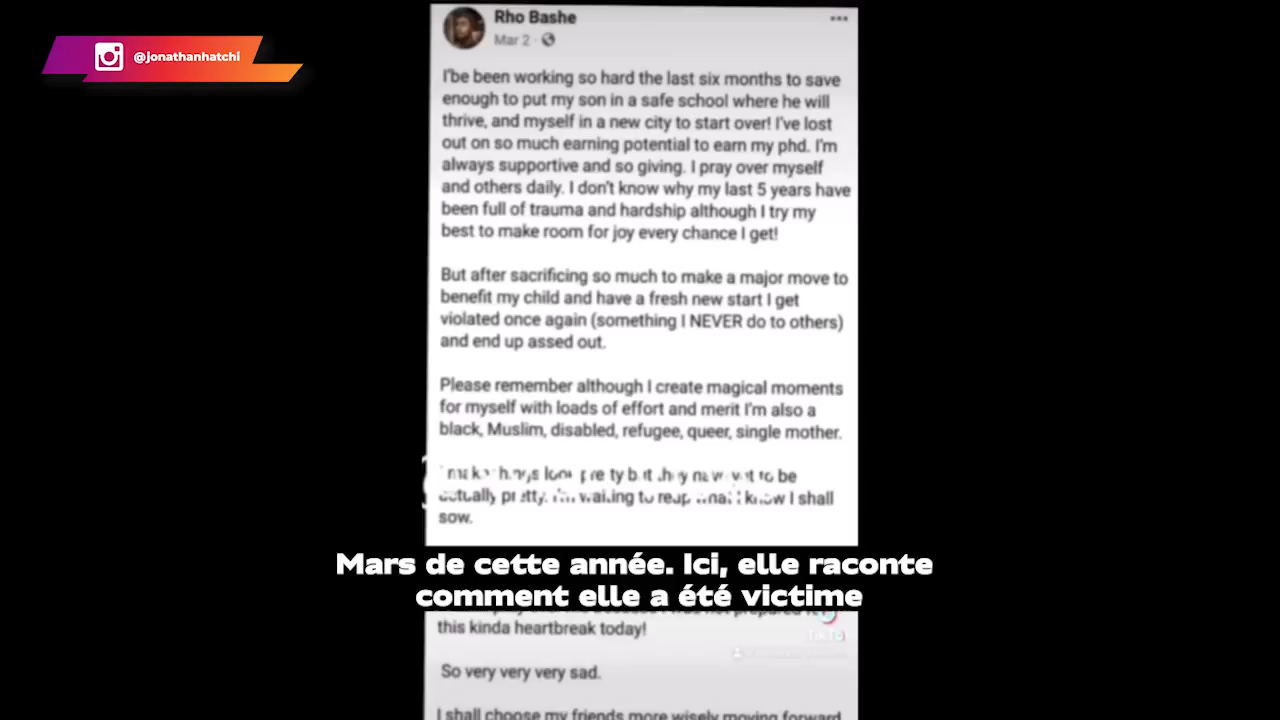 Rho Bashe
Mar 2
@jonathanhatchi
I'be been working so hard the last six months to save
enough to put my son in a safe school where he will
thrive, and myself in a new city to start over! I've lost
out on so much earning potential to earn my phd. I'm
always supportive and so giving. I pray over myself
and others daily. I don't know why my last 5 years have
been full of trauma and hardship although I try my
best to make room for joy every chance I get!
But after sacrificing so much to make a major move to
benefit my child and have a fresh new start I get
violated once again (something I NEVER do to others)
and end up assed out.
Please remember although I create magical moments
for myself with loads of effort and merit I'm also a
black, Muslim, disabled, refugee, queer, single mother.
to be
pretty. waiting to reap I shall
sow.
Mars de cette année. Ici, elle raconte
comment elle a été victime
this kinda heartbreak today!
TikTo
So very very very sad.
I shall choose my friends more wisely moving forward